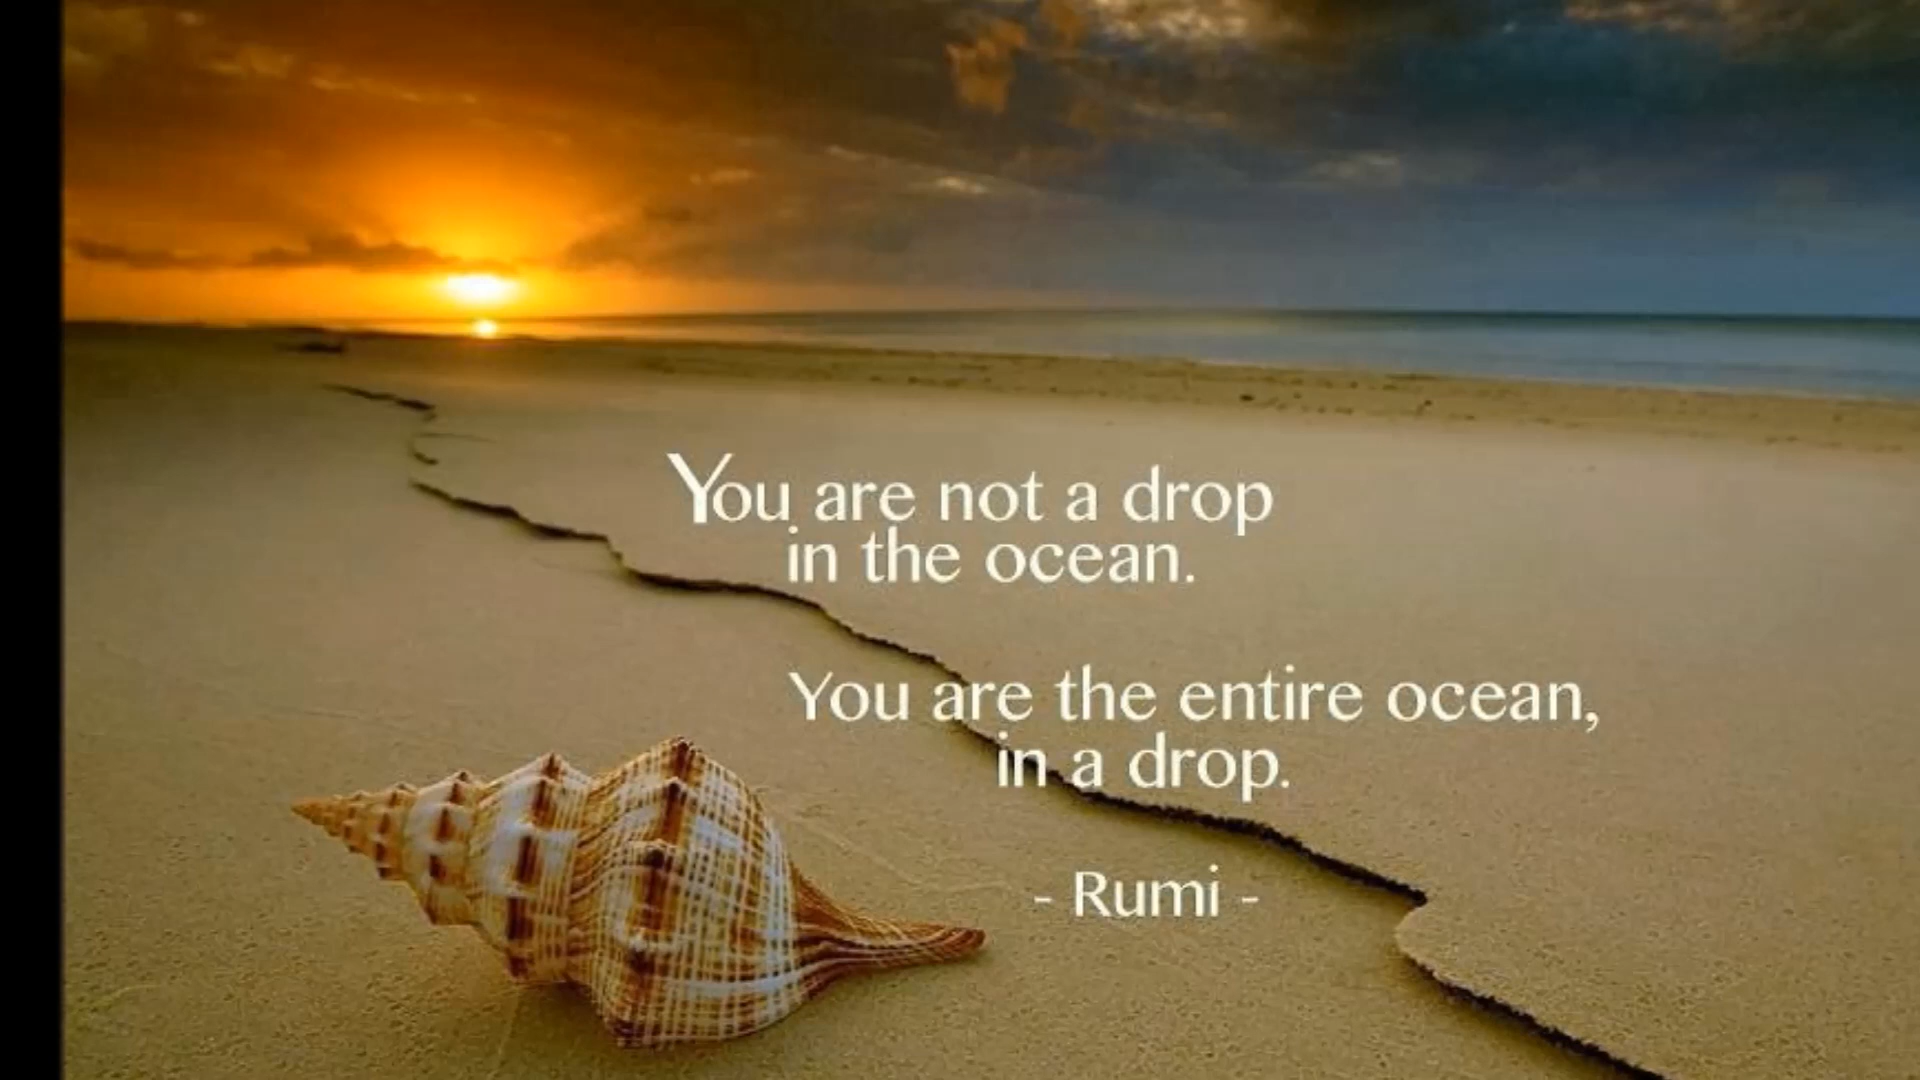 You are not a drop
in the ocean.
You are the entire ocean,
in a drop.
- Rumi -